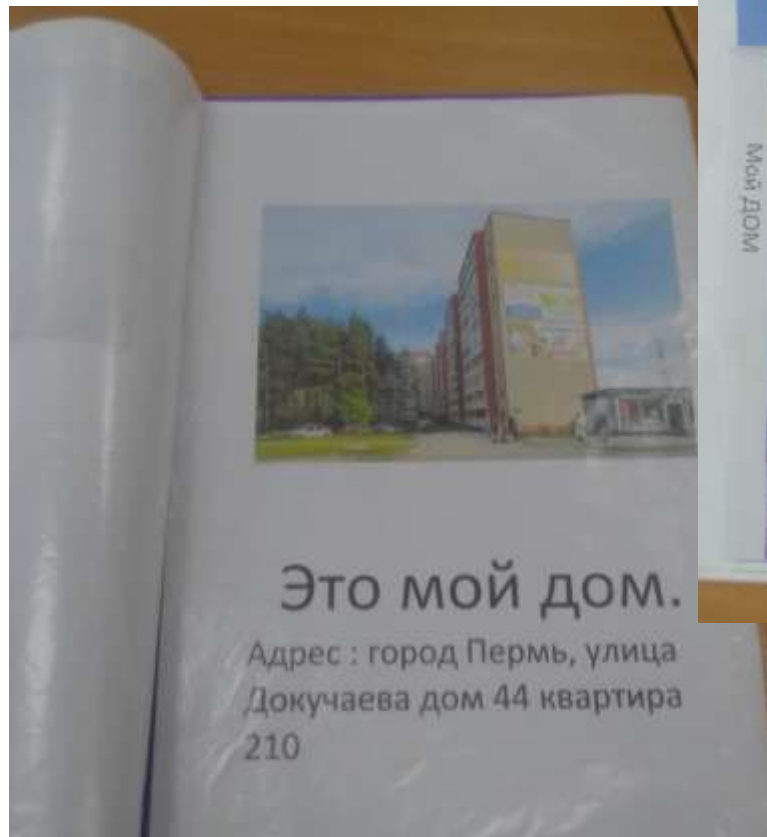 Это мой дом.
Адрес : город Пермь, улица
Докучаева дом 44 квартира
210
Мой ДОМ